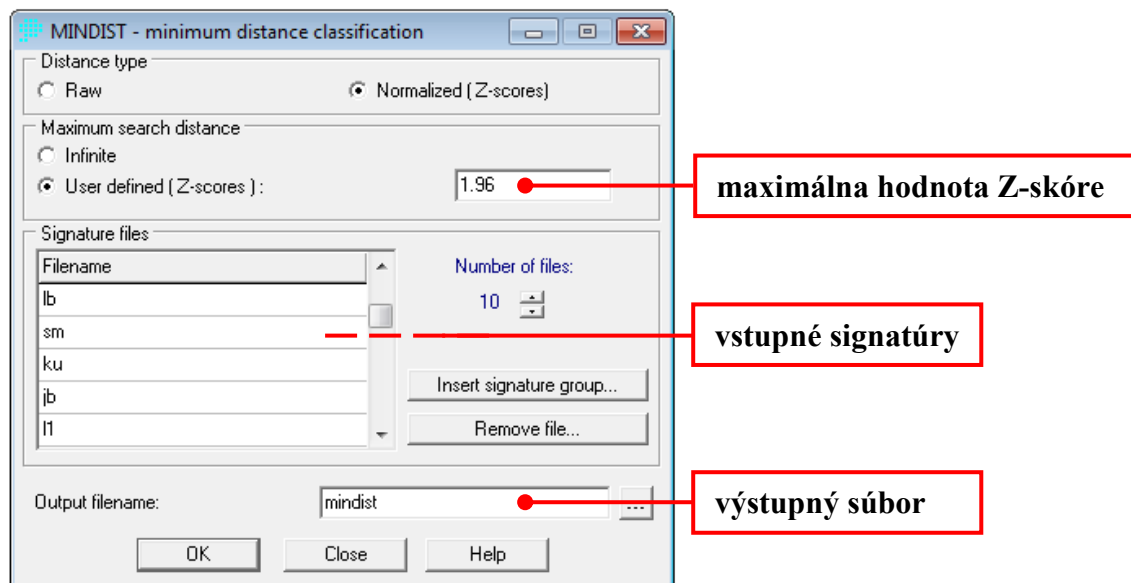 MINDIST - minimum distance classification
Distance type
Raw
Normalized ( Z-scores)
Maximum search distance
Infinite
User defined ( Z-scores ) :
1.96
maximálna hodnota Z-skóre
Signature files
Filename
Number of files:
lb
10
sm
vstupné signatúry
ku
jb
Insert signature group...
l1
Remove file...
Output filename:
mindist
...
výstupný súbor
OK
Close
Help